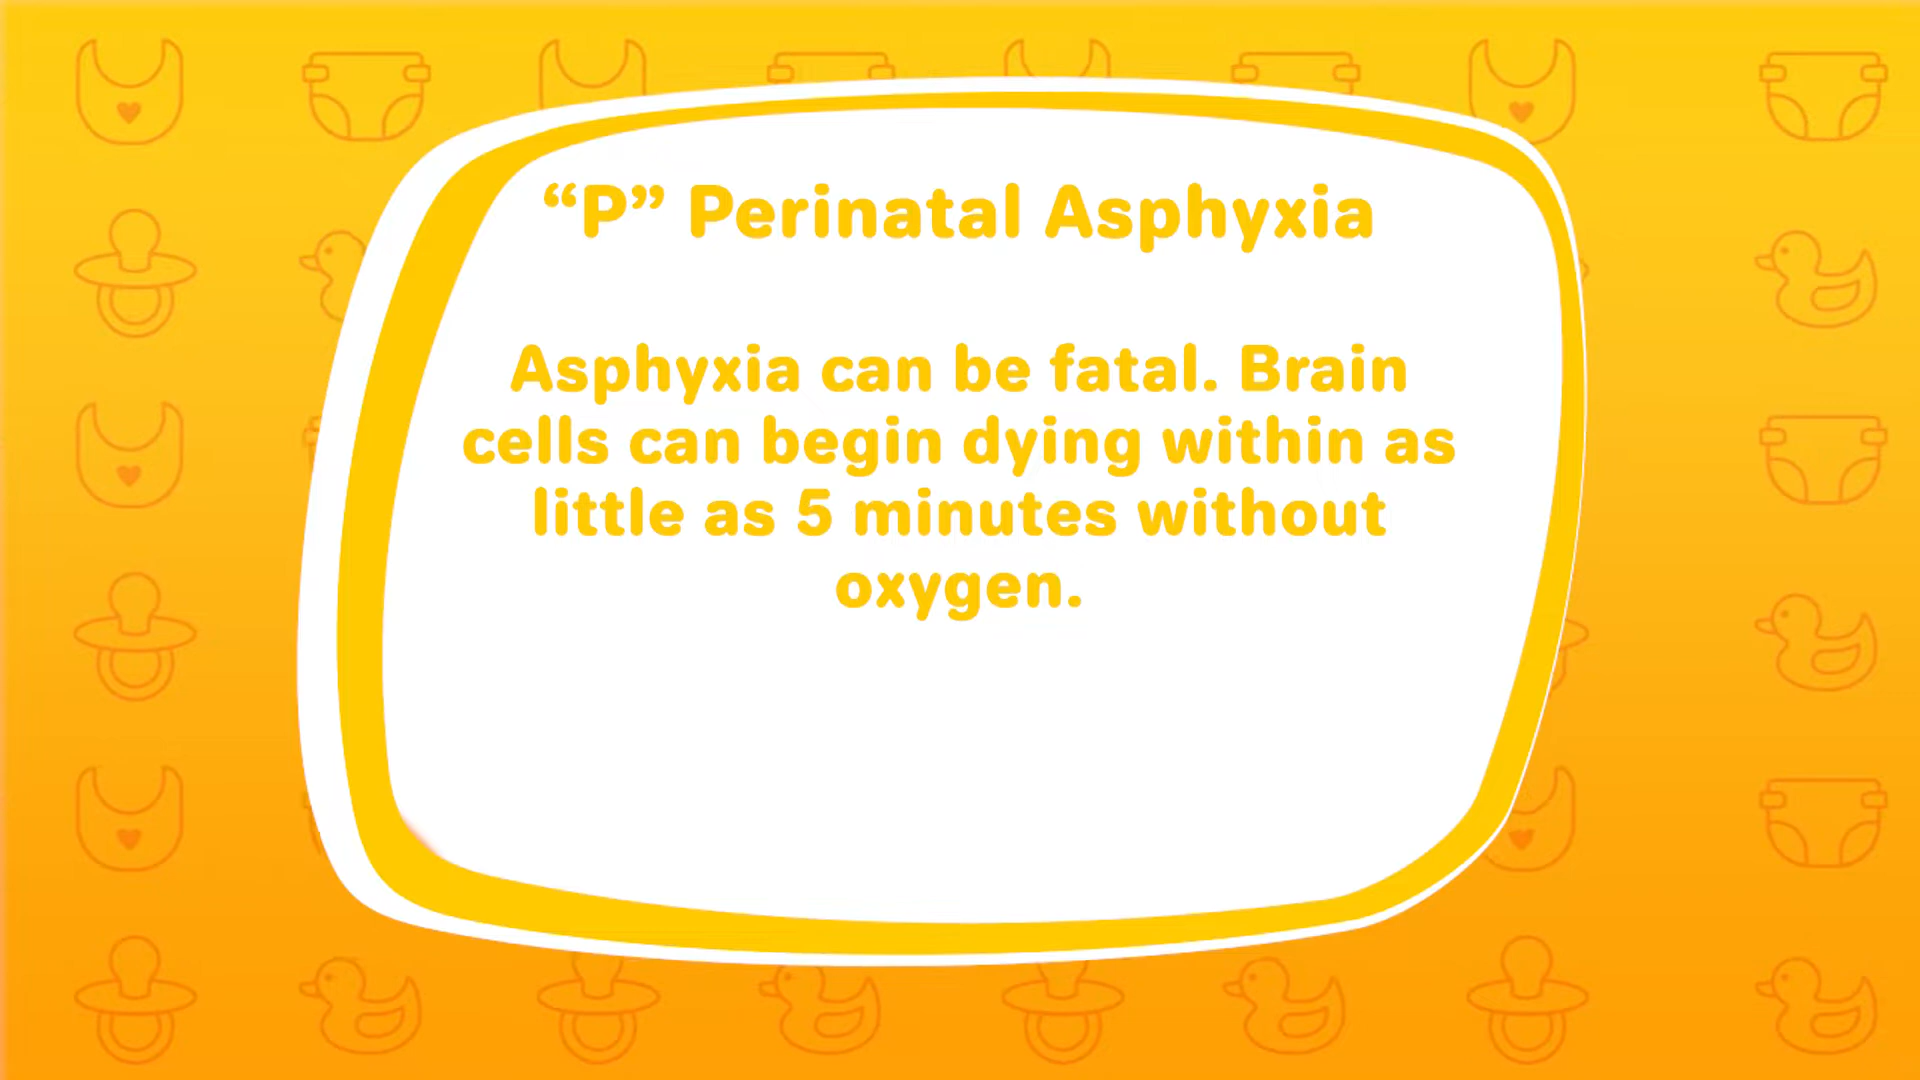 “P” Perinatal Asphyxia
Asphyxia can be fatal. Brain
cells can begin dying within as
little as 5 minutes without
oxygen.